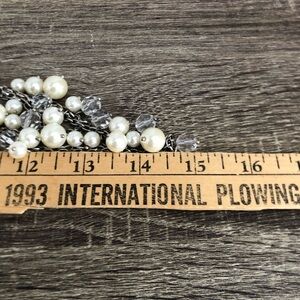 12 13 14 15 16
1993 INTERNATIONAL PLOWING